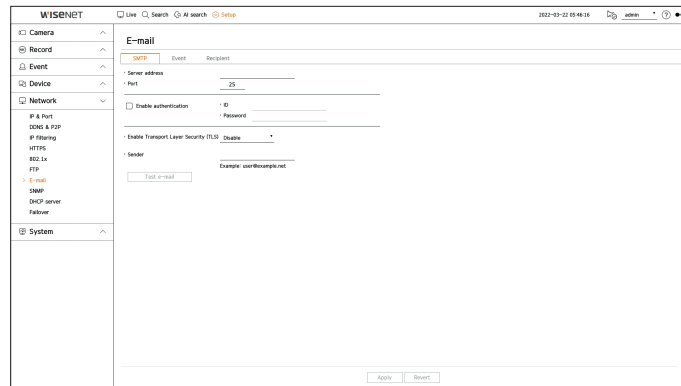 WISENET
Live Search AI search Setup 2022-03-22 05:46:16 admin ?
Camera
Record
Event
Device
Network
IP & Port
DDNS & P2P
IP filtering
HTTPS
802.1x
FTP
> E-mail
SNMP
DHCP server
Failover
System
E-mail
SMTP Event Recipient
Server address
Port 25
Enable authentication ID
Password
Enable Transport Layer Security (TLS) Disable
Sender
Example: user@example.net
Test e-mail
Apply Revert